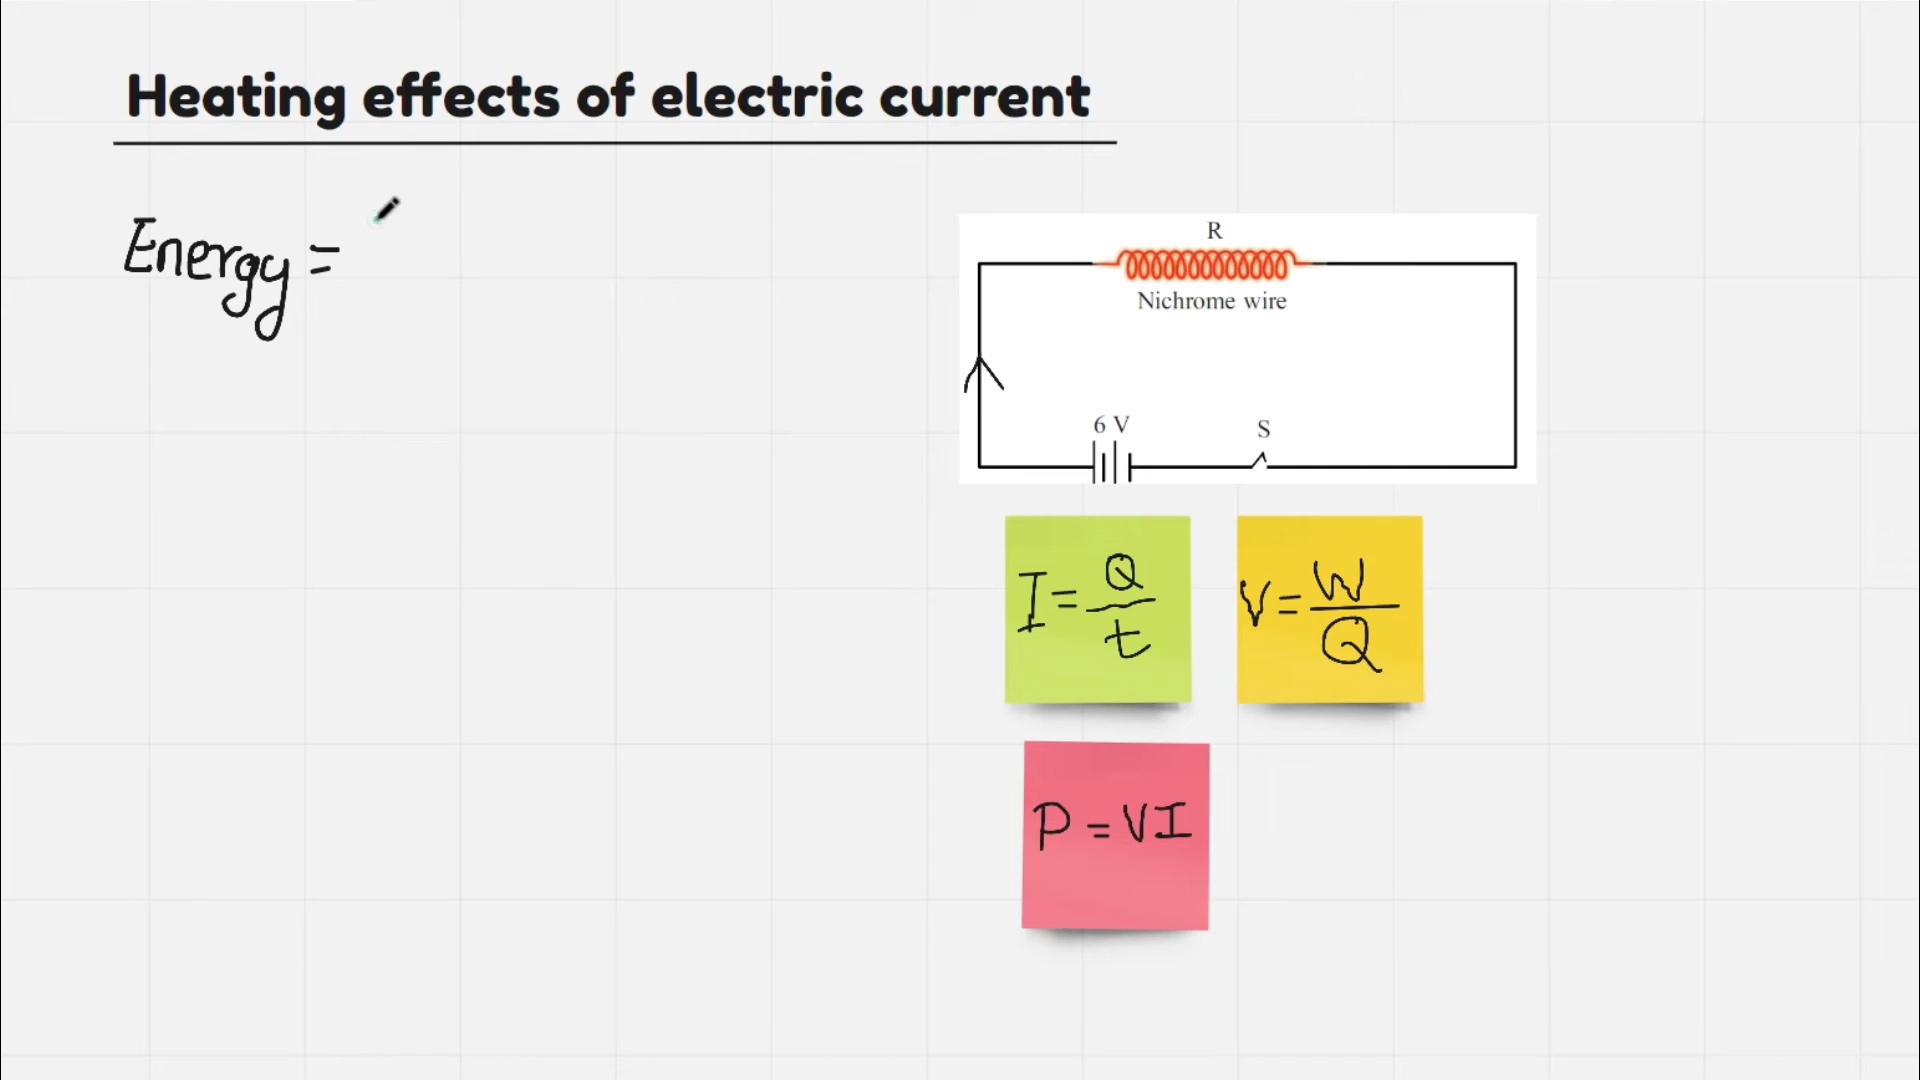 Heating effects of electric current
Energy =
R
Nichrome wire
6 V
S
I = Q/t
V = W/Q
P = VI